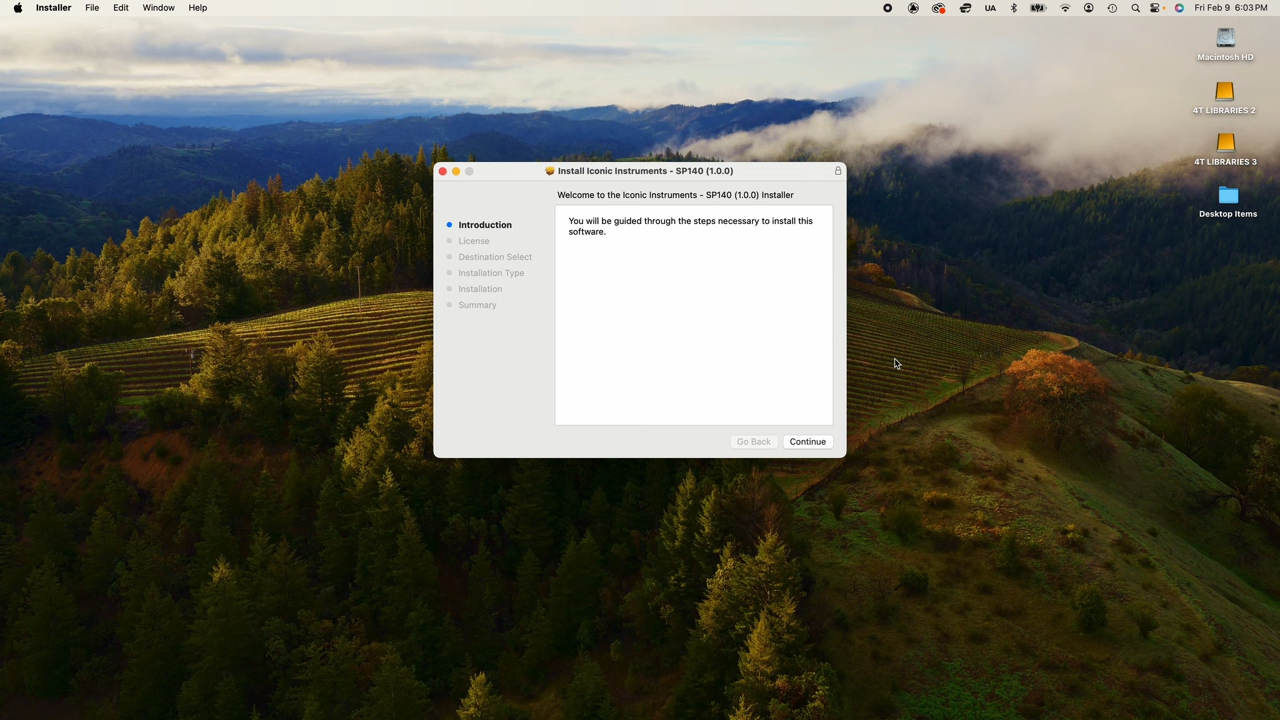 Installer File Edit Window Help UA Fri Feb 9 6:03 PM
Macintosh HD
4T LIBRARIES 2
4T LIBRARIES 3
Desktop Items
Install Iconic Instruments - SP140 (1.0.0)
Welcome to the Iconic Instruments - SP140 (1.0.0) Installer
Introduction
License
Destination Select
Installation Type
Installation
Summary
You will be guided through the steps necessary to install this
software.
Go Back Continue